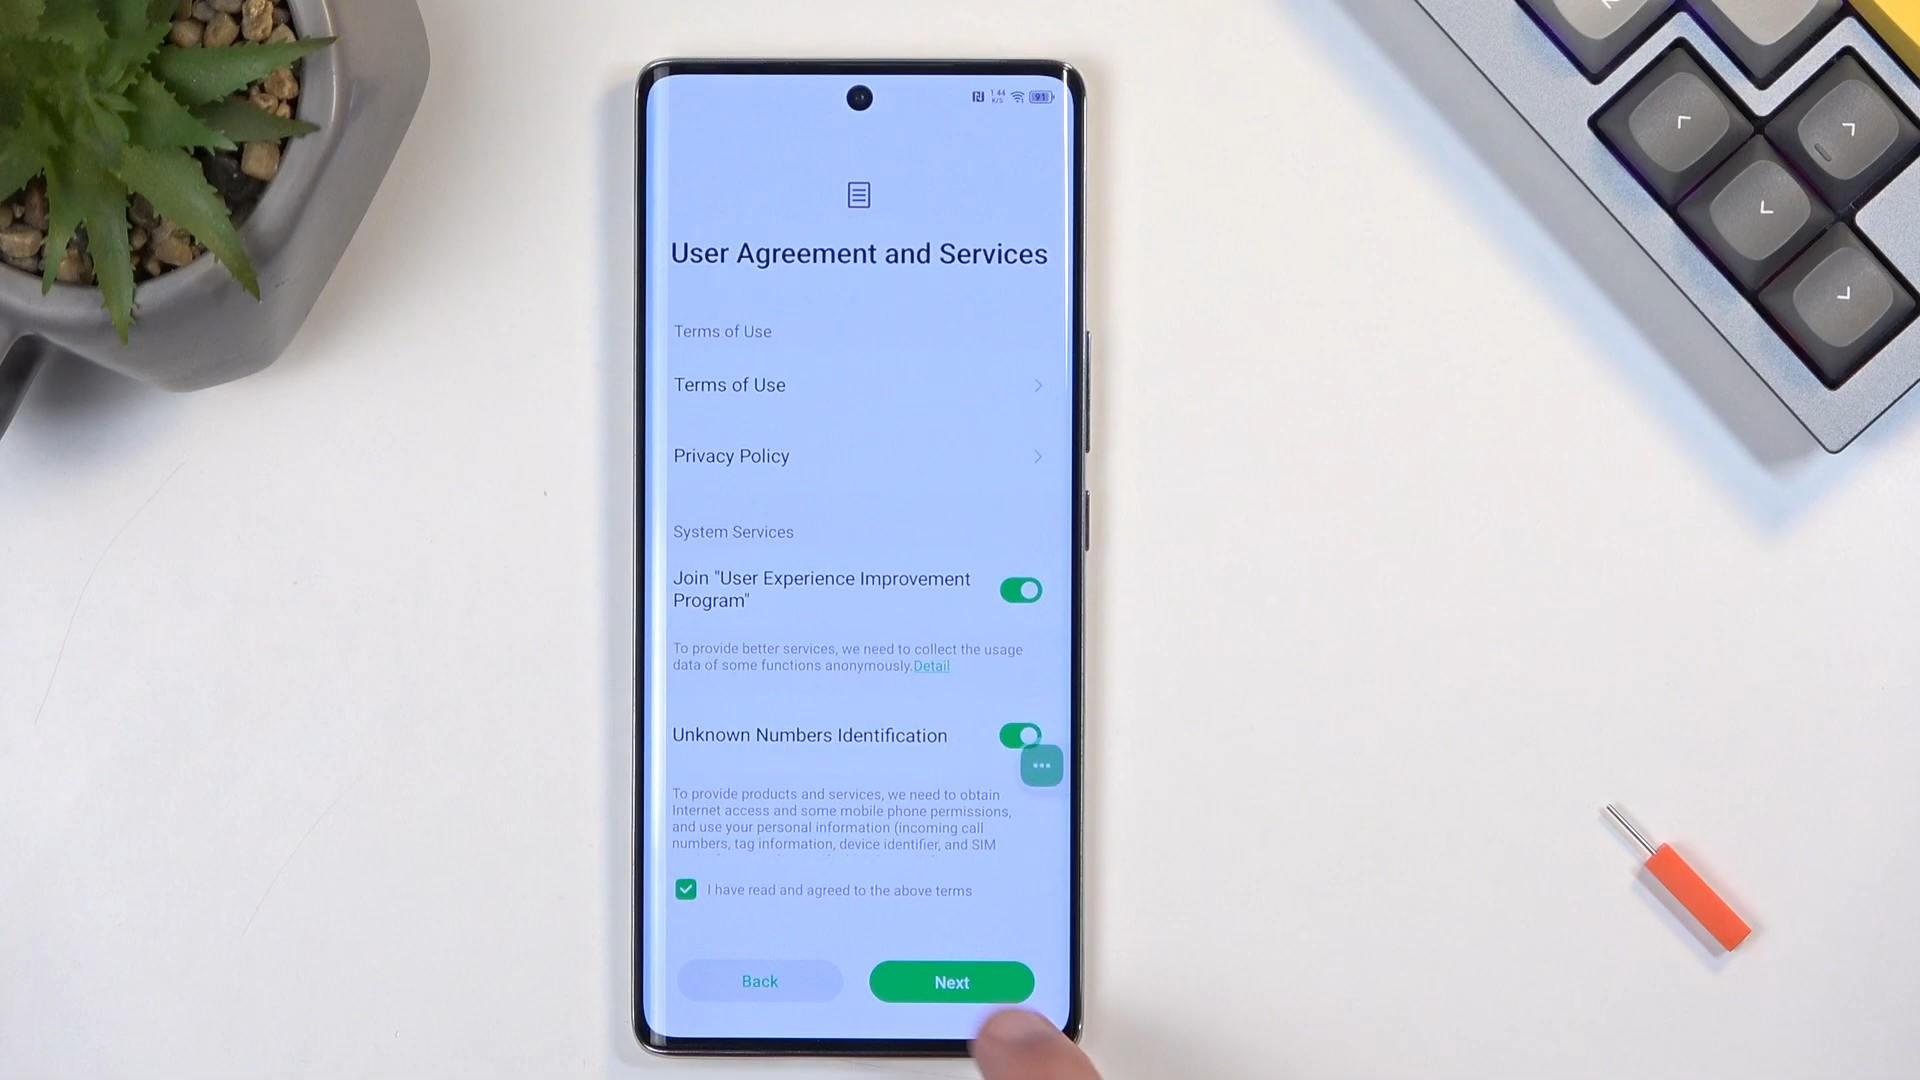 1.44
K/S
91
User Agreement and Services
Terms of Use
Terms of Use
Privacy Policy
System Services
Join "User Experience Improvement
Program"
To provide better services, we need to collect the usage
data of some functions anonymously.Detail
Unknown Numbers Identification
To provide products and services, we need to obtain
Internet access and some mobile phone permissions,
and use your personal information (incoming call
numbers, tag information, device identifier, and SIM
I have read and agreed to the above terms
Back
Next